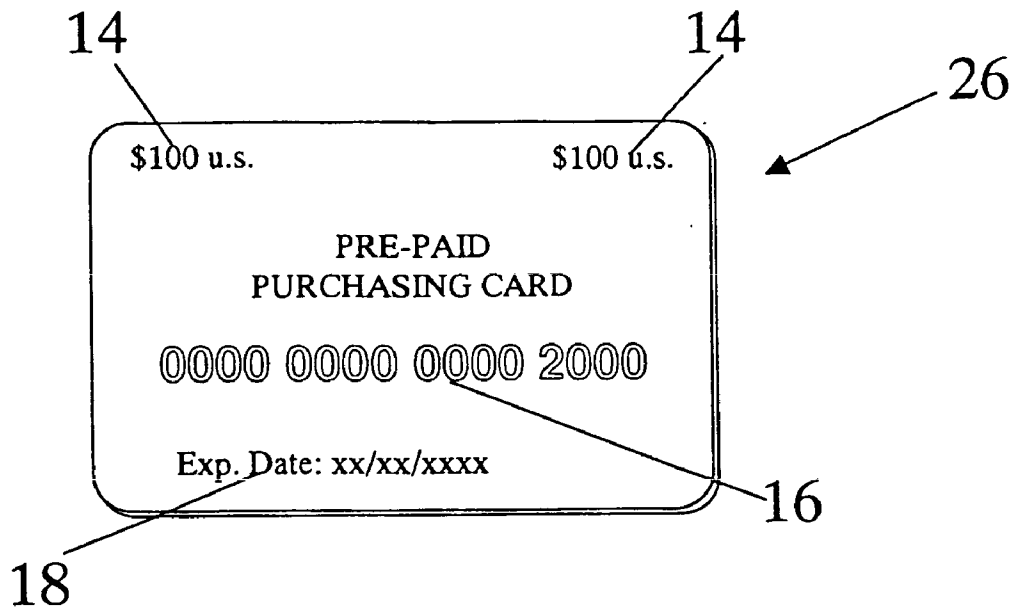 14 14
26
$100 u.s. $100 u.s.
PRE-PAID
PURCHASING CARD
0000 0000 0000 2000
Exp. Date: xx/xx/xxxx
16
18